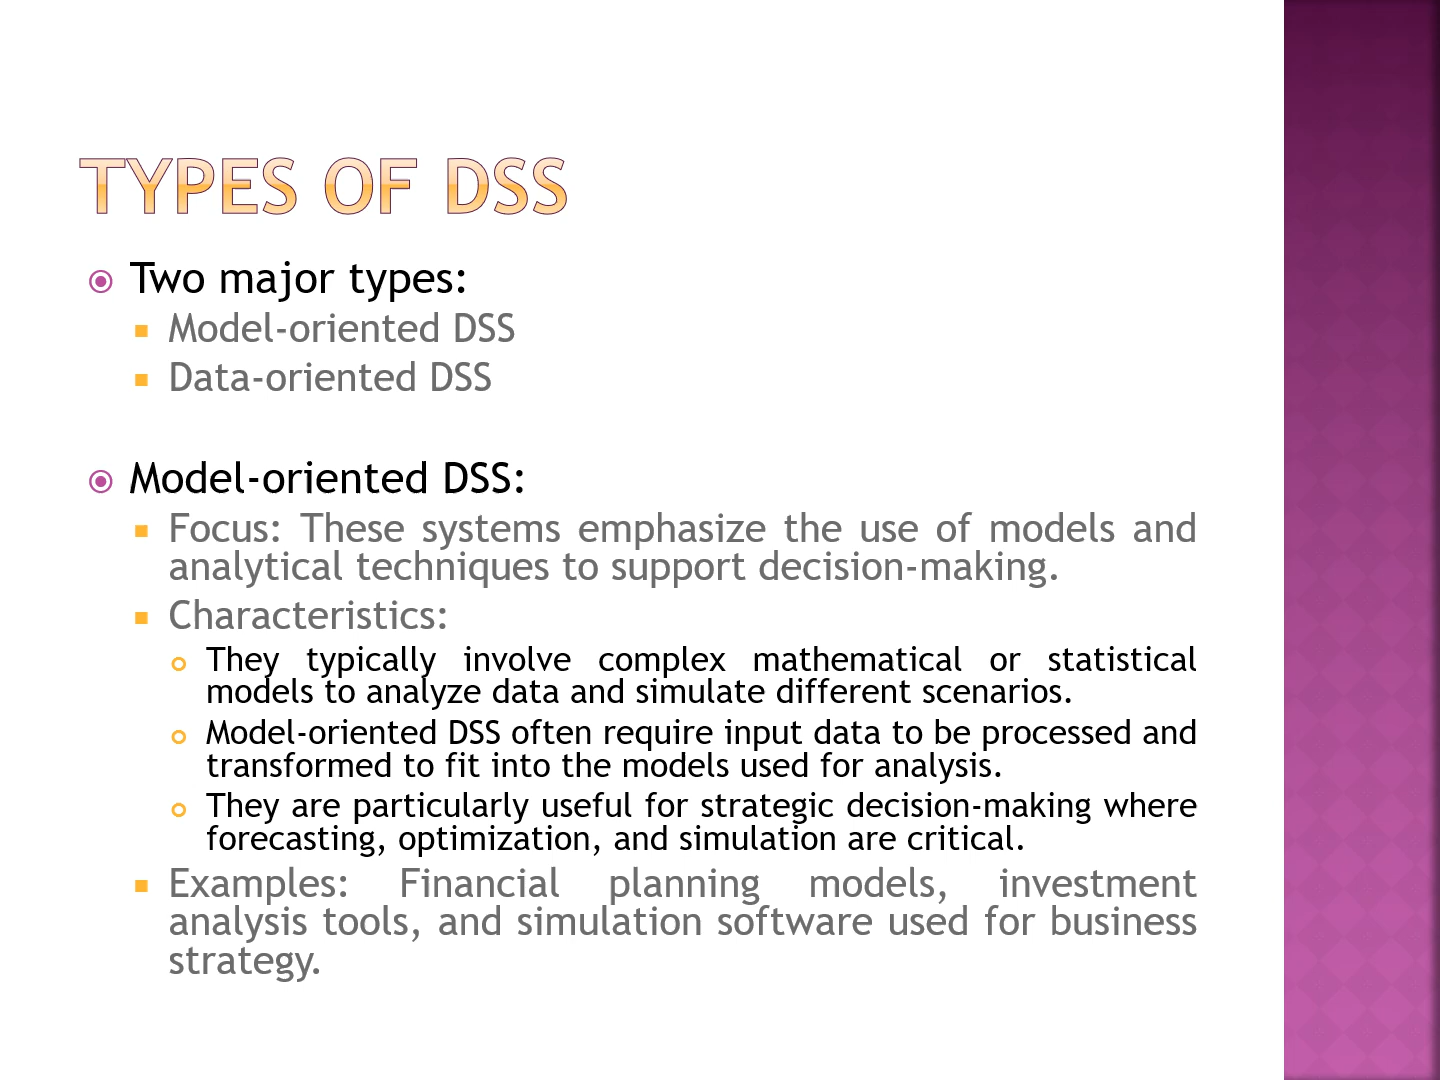 TYPES OF DSS
Two major types:
Model-oriented DSS
Data-oriented DSS
Model-oriented DSS:
Focus: These systems emphasize the use of models and
analytical techniques to support decision-making.
Characteristics:
They typically involve complex mathematical or statistical
models to analyze data and simulate different scenarios.
Model-oriented DSS often require input data to be processed and
transformed to fit into the models used for analysis.
They are particularly useful for strategic decision-making where
forecasting, optimization, and simulation are critical.
Examples: Financial planning models, investment
analysis tools, and simulation software used for business
strategy.